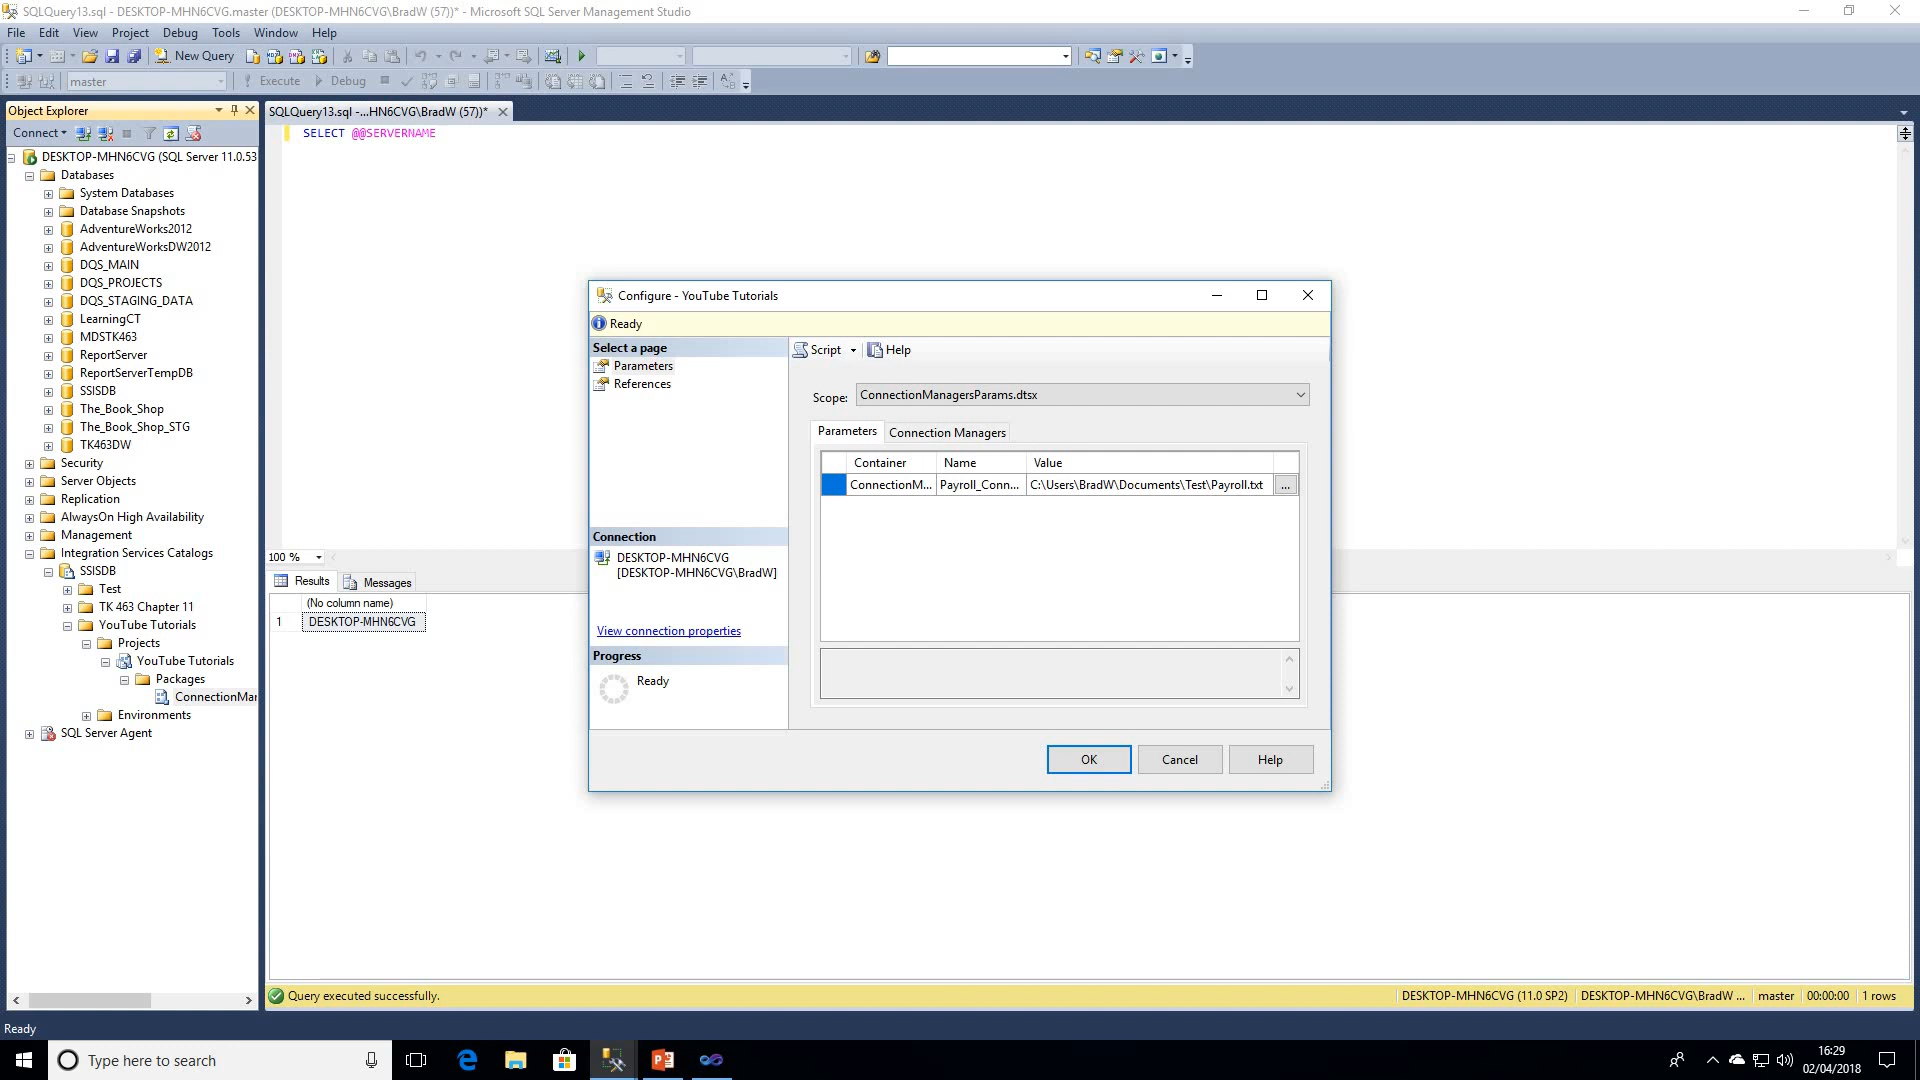 SQLQuery13.sql - DESKTOP-MHN6CVG.master (DESKTOP-MHN6CVG\BradW (57))* - Microsoft SQL Server Management Studio
File Edit View Project Debug Tools Window Help
New Query
master Execute Debug
Object Explorer
SQLQuery13.sql -...HN6CVG\BradW (57))*
Connect
SELECT @@SERVERNAME
DESKTOP-MHN6CVG (SQL Server 11.0.53
Databases
System Databases
Database Snapshots
AdventureWorks2012
AdventureWorksDW2012
DQS_MAIN
DQS_PROJECTS
DQS_STAGING_DATA
LearningCT
MDSTK463
ReportServer
ReportServerTempDB
SSISDB
The_Book_Shop
The_Book_Shop_STG
TK463DW
Security
Server Objects
Replication
AlwaysOn High Availability
Management
Integration Services Catalogs
SSISDB
Test
TK 463 Chapter 11
YouTube Tutorials
Projects
YouTube Tutorials
Packages
ConnectionMar
Environments
SQL Server Agent
Configure - YouTube Tutorials
Ready
Select a page
Parameters
References
Script Help
Scope: ConnectionManagersParams.dtsx
Parameters Connection Managers
Container Name Value
ConnectionM... Payroll_Conn... C:\Users\BradW\Documents\Test\Payroll.txt ...
Connection
DESKTOP-MHN6CVG
[DESKTOP-MHN6CVG\BradW]
View connection properties
Progress
Ready
OK Cancel Help
100 %
Results Messages
(No column name)
1 DESKTOP-MHN6CVG
Query executed successfully. DESKTOP-MHN6CVG (11.0 SP2) DESKTOP-MHN6CVG\BradW ... master 00:00:00 1 rows
Ready
Type here to search
16:29
02/04/2018